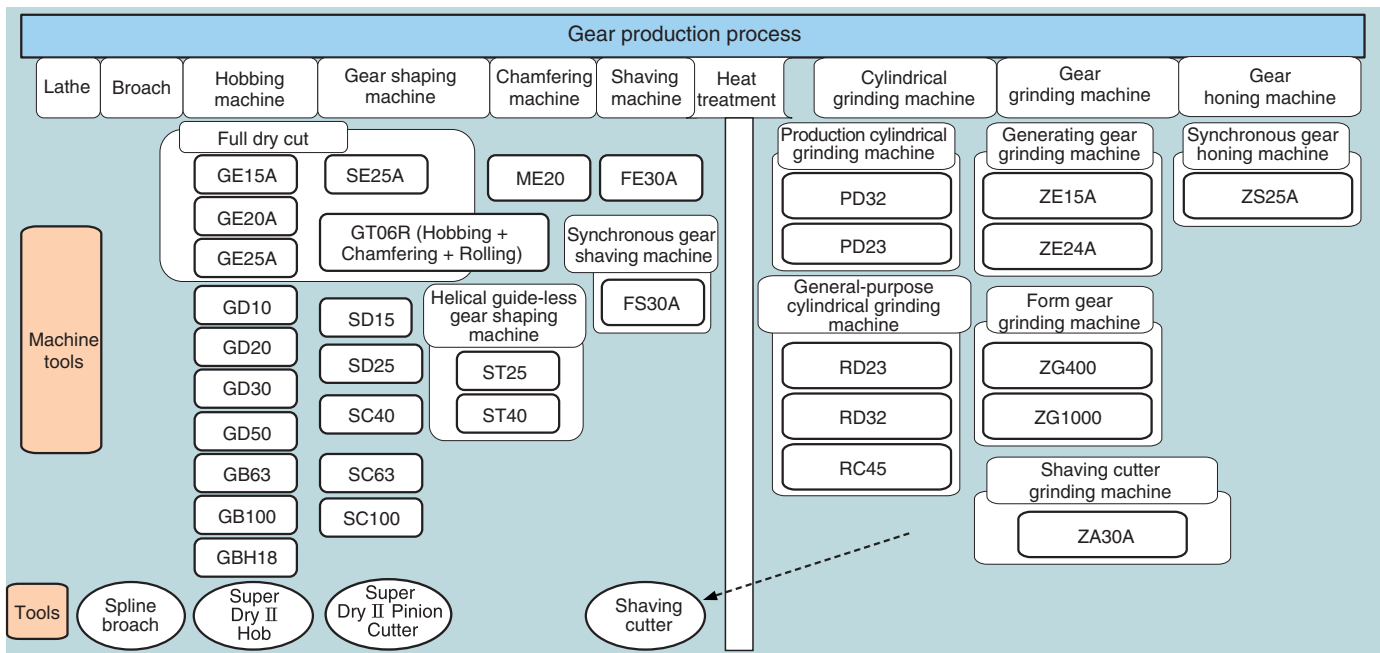 Gear production process
Lathe
Broach
Hobbing
machine
Gear shaping
machine
Chamfering
machine
Shaving
machine
Heat
treatment
Cylindrical
grinding machine
Gear
grinding machine
Gear
honing machine
Full dry cut
GE15A
GE20A
GE25A
SE25A
GT06R (Hobbing +
Chamfering + Rolling)
ME20
FE30A
Synchronous gear
shaving machine
FS30A
Production cylindrical
grinding machine
PD32
PD23
Generating gear
grinding machine
ZE15A
ZE24A
Synchronous gear
honing machine
ZS25A
Machine
tools
GD10
GD20
GD30
GD50
GB63
GB100
GBH18
SD15
SD25
SC40
SC63
SC100
Helical guide-less
gear shaping
machine
ST25
ST40
General-purpose
cylindrical grinding
machine
RD23
RD32
RC45
Form gear
grinding machine
ZG400
ZG1000
Shaving cutter
grinding machine
ZA30A
Tools
Spline
broach
Super
Dry Ⅱ
Hob
Super
Dry Ⅱ Pinion
Cutter
Shaving
cutter